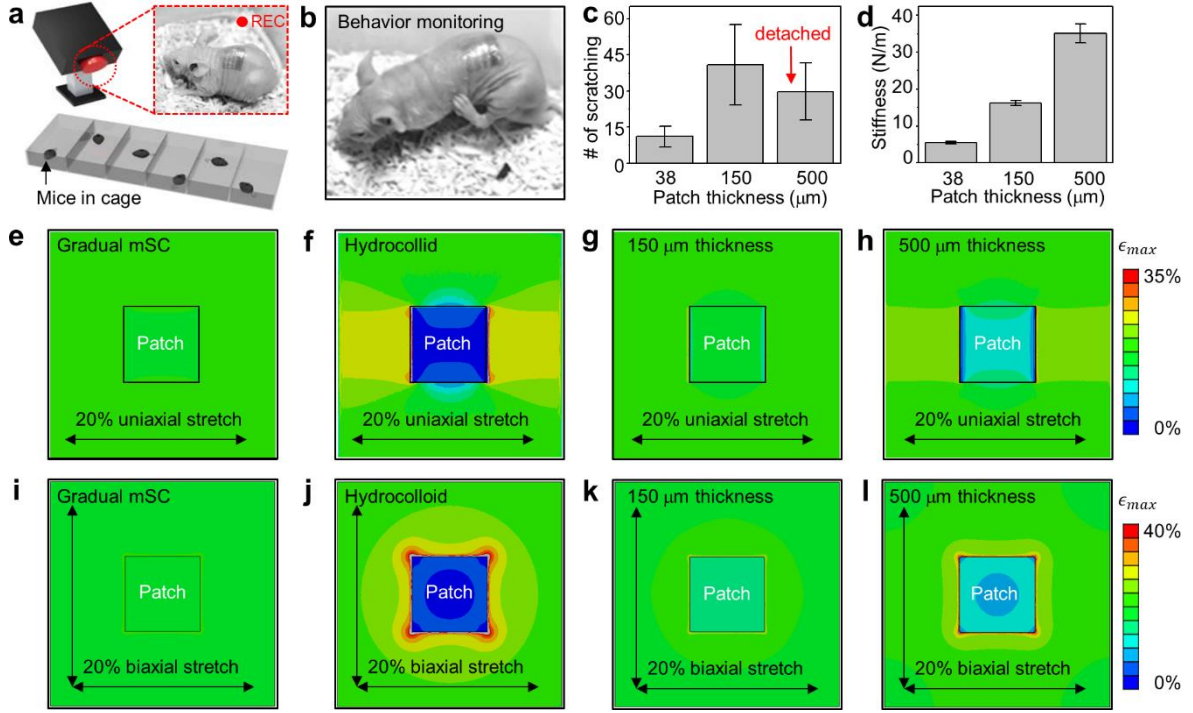 a
REC
Mice in cage
b
Behavior monitoring
c
# of scratching
60
45
30
15
0
detached
38 150 500
Patch thickness (μm)
d
Stiffness (N/m)
40
30
20
10
0
38 150 500
Patch thickness (μm)
e
Gradual mSC
Patch
20% uniaxial stretch
f
Hydrocollid
Patch
20% uniaxial stretch
g
150 μm thickness
Patch
20% uniaxial stretch
h
500 μm thickness
Patch
20% uniaxial stretch
ϵmax
35%
0%
i
Gradual mSC
Patch
20% biaxial stretch
j
Hydrocolloid
Patch
20% biaxial stretch
k
150 μm thickness
Patch
20% biaxial stretch
l
500 μm thickness
Patch
20% biaxial stretch
ϵmax
40%
0%